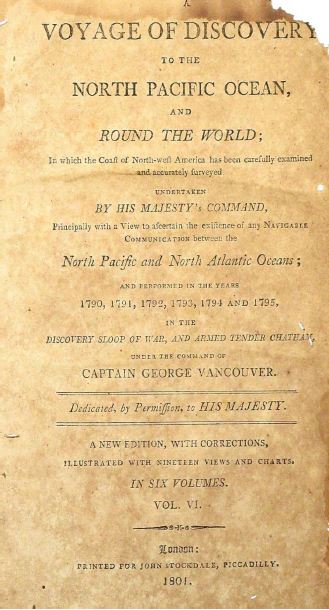 A
VOYAGE OF DISCOVERY
TO THE
NORTH PACIFIC OCEAN,
AND
ROUND THE WORLD;
In which the Coaſt of North-weſt America has been carefully examined
and accurately ſurveyed
UNDERTAKEN
BY HIS MAJESTY's COMMAND,
Principally with a View to aſcertain the exiſtence of any NAVIGABLE
COMMUNICATION between the
North Pacific and North Atlantic Oceans;
AND PERFORMED IN THE YEARS
1790, 1791, 1792, 1793, 1794 AND 1795,
IN THE
DISCOVERY SLOOP OF WAR, AND ARMED TENDER CHATHAM,
UNDER THE COMMAND OF
CAPTAIN GEORGE VANCOUVER.
Dedicated, by Permiſſion, to HIS MAJESTY.
A NEW EDITION, WITH CORRECTIONS,
ILLUSTRATED WITH NINETEEN VIEWS AND CHARTS.
IN SIX VOLUMES.
VOL. VI.
London:
PRINTED FOR JOHN STOCKDALE, PICCADILLY.
1801.